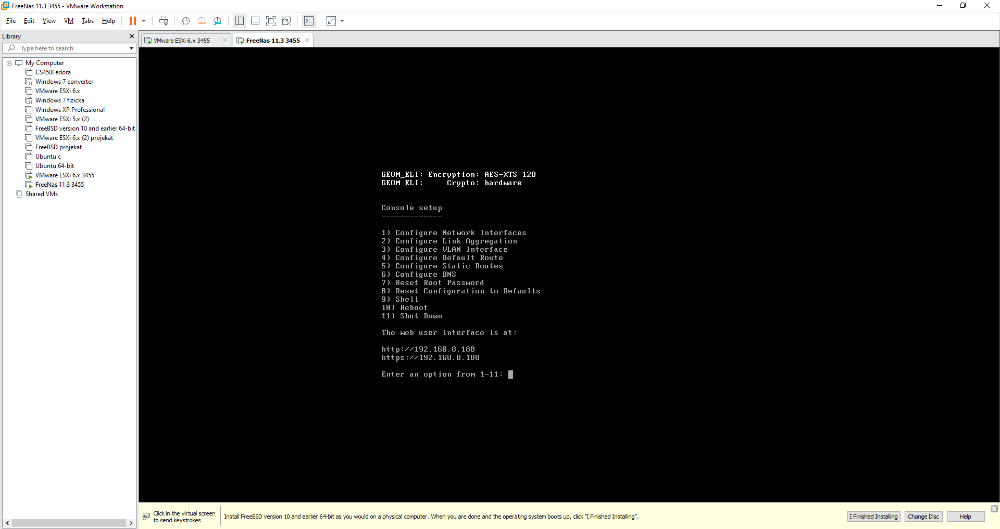 FreeNas 11.3 3455 - VMware Workstation
File Edit View VM Tabs Help
Library
Type here to search
My Computer
CS450Fedora
Windows 7 converter
VMware ESXi 6.x
Windows 7 fizicka
Windows XP Professional
VMware ESXi 5.x (2)
FreeBSD version 10 and earlier 64-bit
VMware ESXi 6.x (2) projekat
FreeBSD projekat
Ubuntu c
Ubuntu 64-bit
VMware ESXi 6.x 3455
FreeNas 11.3 3455
Shared VMs
VMware ESXi 6.x 3455
FreeNas 11.3 3455
GEOM_ELI: Encryption: AES-XTS 128
GEOM_ELI:     Crypto: hardware
Console setup
-------------
1) Configure Network Interfaces
2) Configure Link Aggregation
3) Configure VLAN Interface
4) Configure Default Route
5) Configure Static Routes
6) Configure DNS
7) Reset Root Password
8) Reset Configuration to Defaults
9) Shell
10) Reboot
11) Shut Down
The web user interface is at:
http://192.168.8.188
https://192.168.8.188
Enter an option from 1-11:
Click in the virtual screen
to send keystrokes
Install FreeBSD version 10 and earlier 64-bit as you would on a physical computer. When you are done and the operating system boots up, click "I Finished Installing".
I Finished Installing
Change Disc
Help